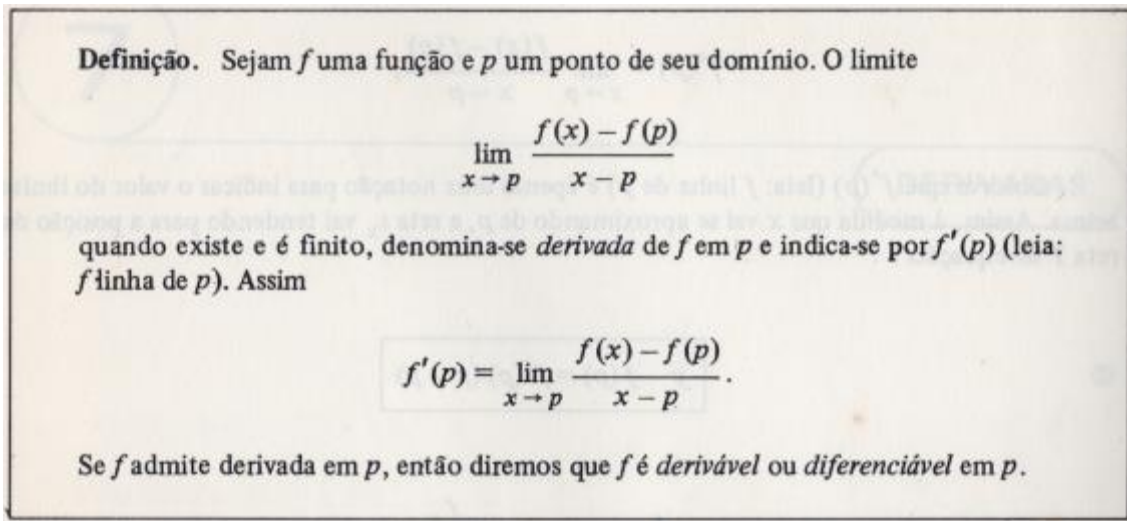 Definição. Sejam f uma função e p um ponto de seu domínio. O limite
lim x → p f(x) – f(p) / x – p
quando existe e é finito, denomina-se derivada de f em p e indica-se por f′(p) (leia:
f linha de p). Assim
f′(p) = lim x → p f(x) – f(p) / x – p .
Se f admite derivada em p, então diremos que f é derivável ou diferenciável em p.